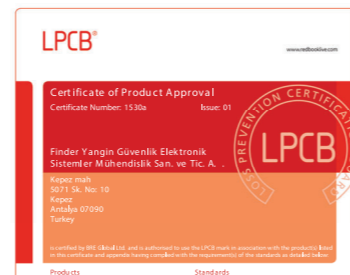 LPCB®
www.redbooklive.com
Certificate of Product Approval
Certificate Number: 1530a Issue: 01
LOSS PREVENTION CERTIFICATION BOARD
LPCB
Finder Yangin Güvenlik Elektronik
Sistemler Mühendislik San. ve Tic. A. .
Kepez mah
5071 Sk. No: 10
Kepez
Antalya 07090
Turkey
is certified by BRE Global Ltd. and is authorised to use the LPCB mark in association with the product(s) listed
in this certificate and appendix having complied with the requirement(s) of the standards as detailed below.
Products Standards